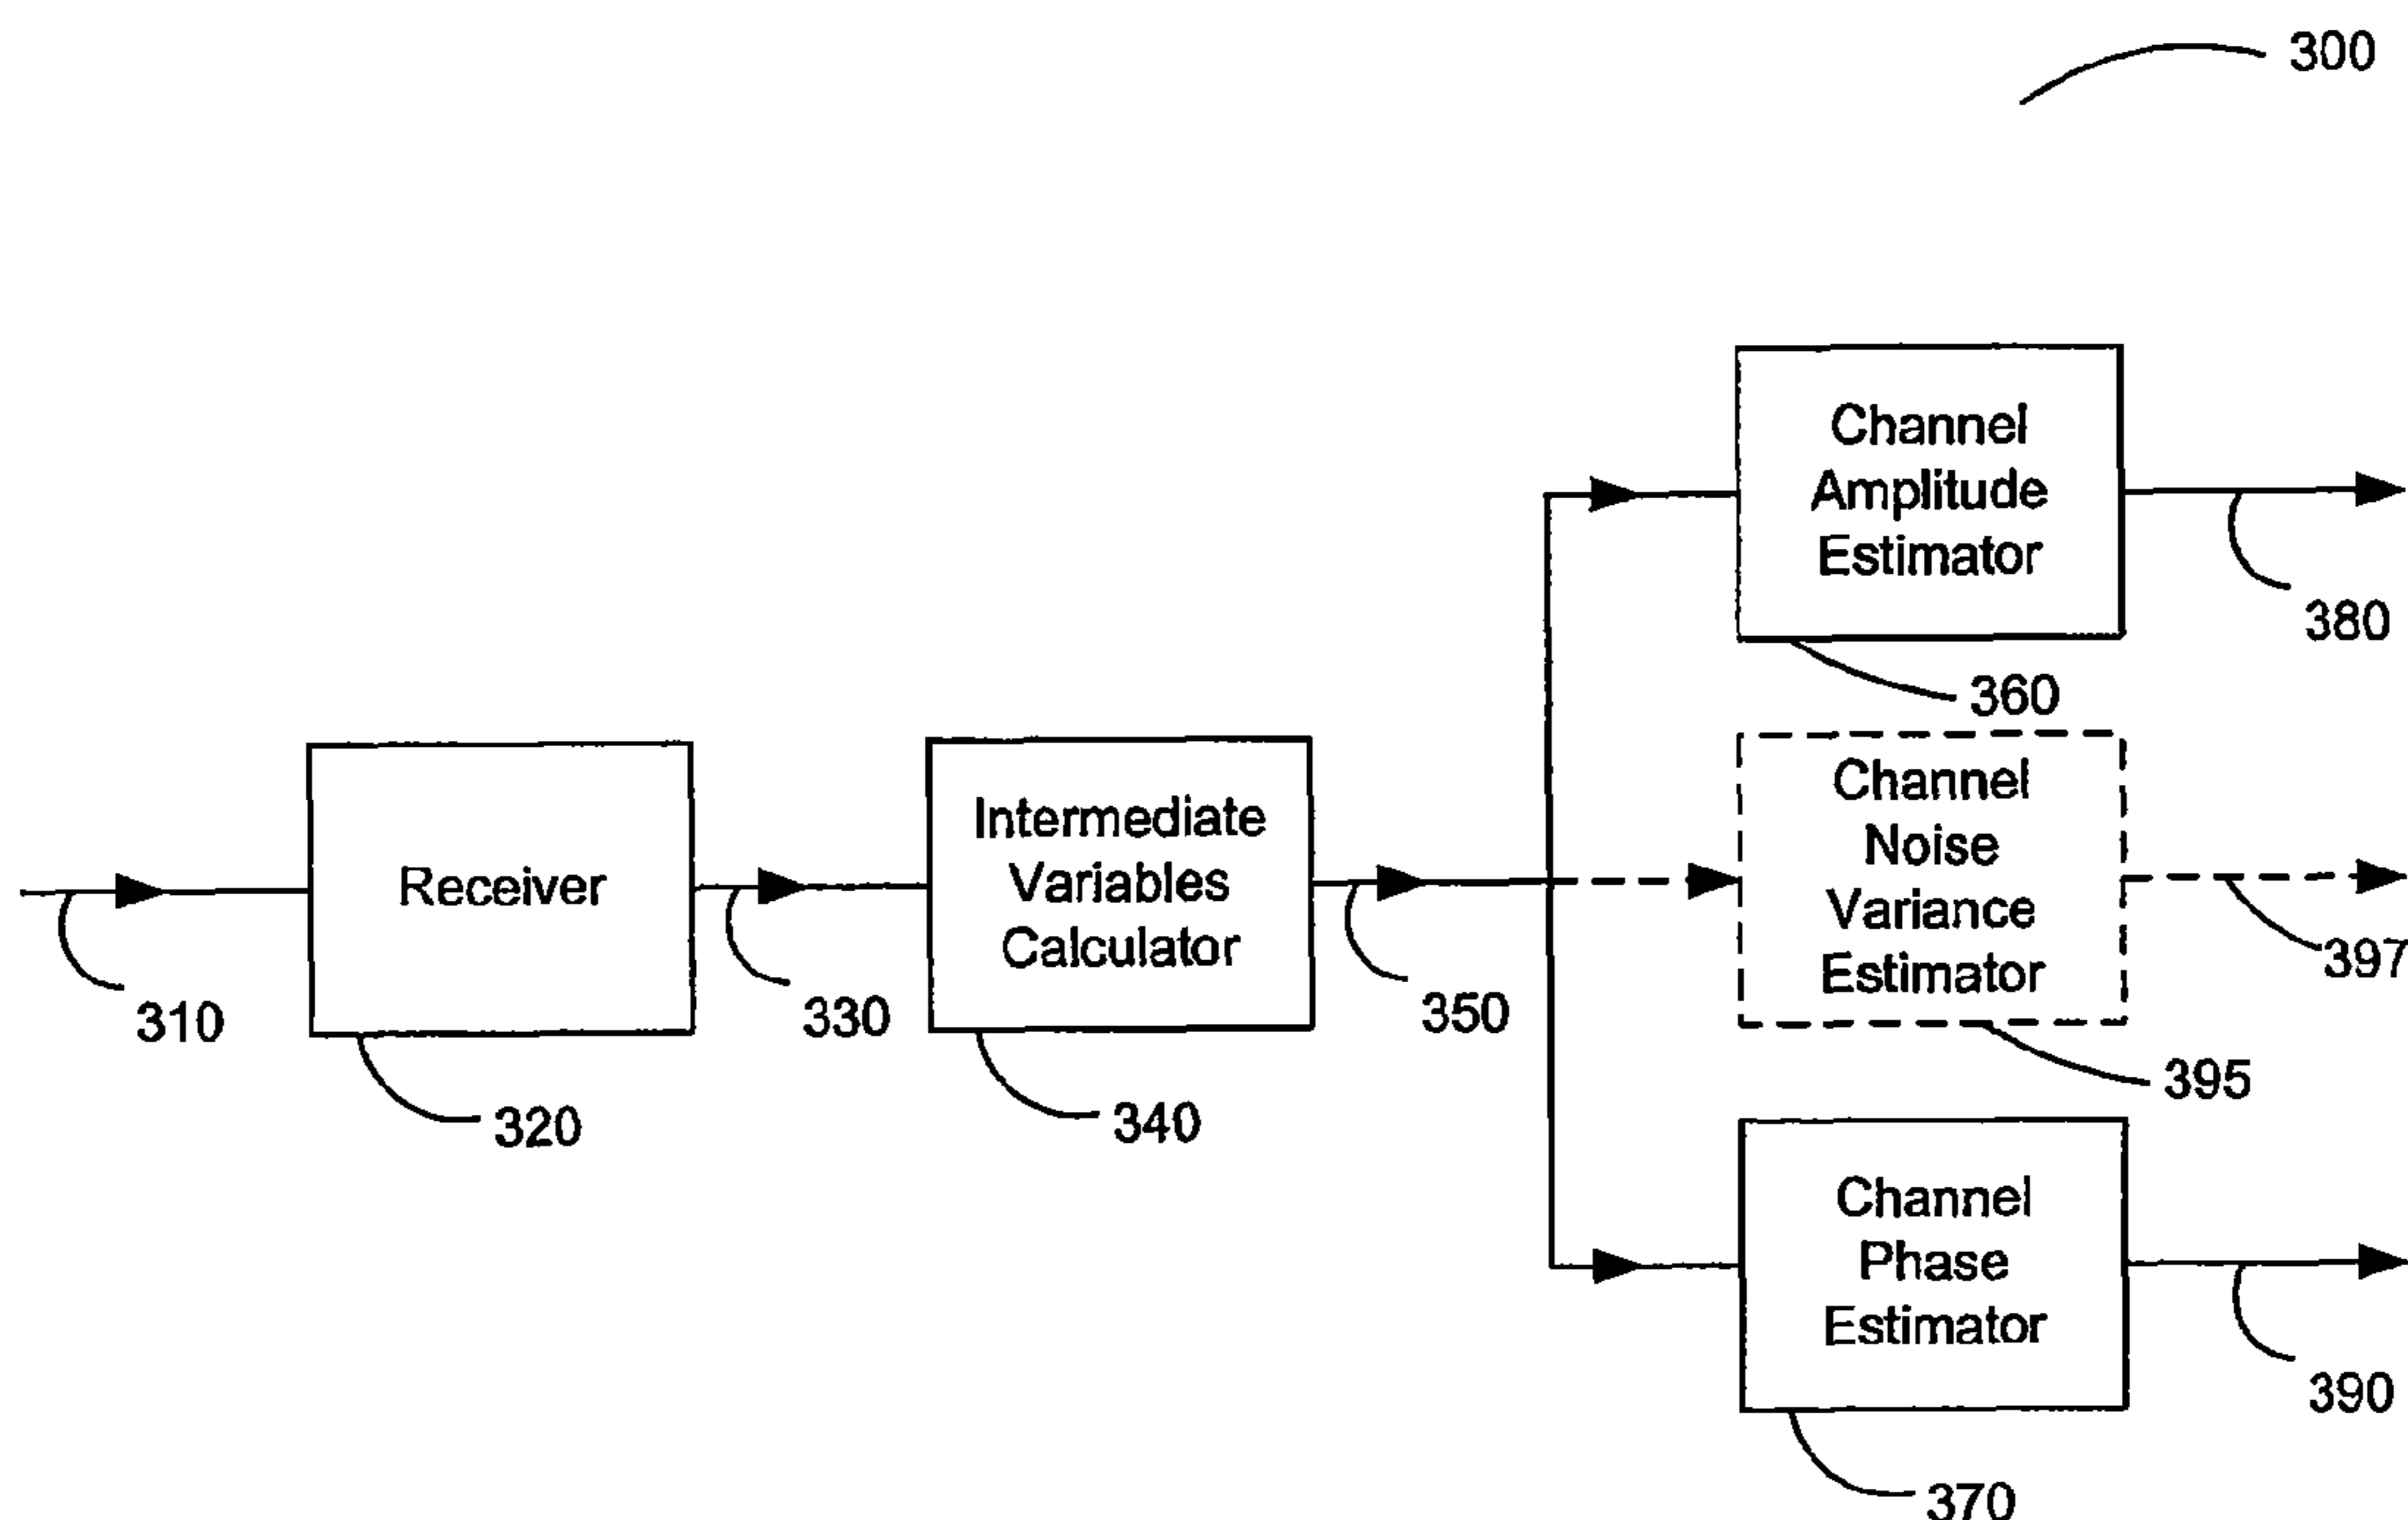 300
Channel
Amplitude
Estimator
380
360
Receiver
Intermediate
Variables
Calculator
Channel
Noise
Variance
Estimator
397
310
330
350
395
320
340
Channel
Phase
Estimator
390
370